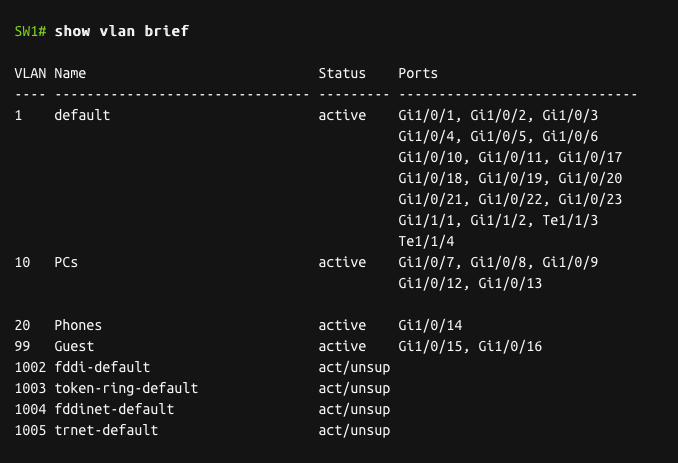 SW1# show vlan brief
VLAN Name                             Status    Ports
---- -------------------------------- --------- ------------------------------
1    default                          active    Gi1/0/1, Gi1/0/2, Gi1/0/3
                                                Gi1/0/4, Gi1/0/5, Gi1/0/6
                                                Gi1/0/10, Gi1/0/11, Gi1/0/17
                                                Gi1/0/18, Gi1/0/19, Gi1/0/20
                                                Gi1/0/21, Gi1/0/22, Gi1/0/23
                                                Gi1/1/1, Gi1/1/2, Te1/1/3
                                                Te1/1/4
10   PCs                              active    Gi1/0/7, Gi1/0/8, Gi1/0/9
                                                Gi1/0/12, Gi1/0/13
20   Phones                           active    Gi1/0/14
99   Guest                            active    Gi1/0/15, Gi1/0/16
1002 fddi-default                     act/unsup
1003 token-ring-default               act/unsup
1004 fddinet-default                  act/unsup
1005 trnet-default                    act/unsup